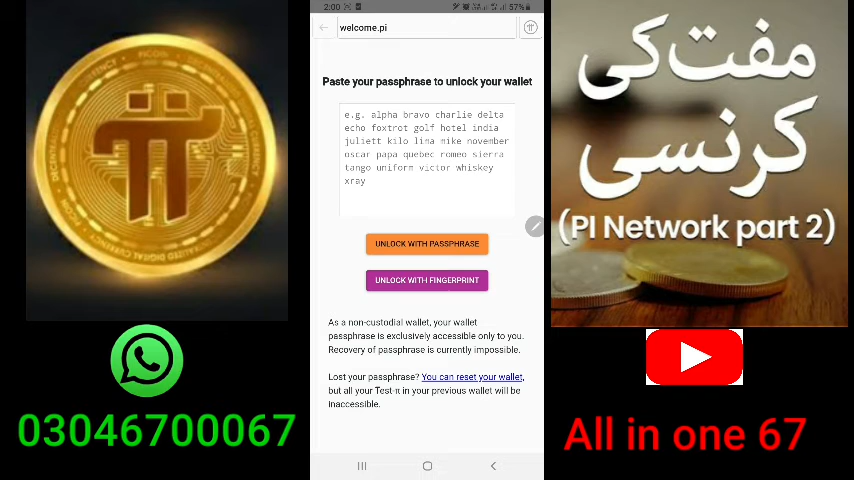 2:00
57%
welcome.pi
Paste your passphrase to unlock your wallet
e.g. alpha bravo charlie delta
echo foxtrot golf hotel india
juliett kilo lima mike november
oscar papa quebec romeo sierra
tango uniform victor whiskey
xray
UNLOCK WITH PASSPHRASE
UNLOCK WITH FINGERPRINT
As a non-custodial wallet, your wallet
passphrase is exclusively accessible only to you.
Recovery of passphrase is currently impossible.
Lost your passphrase? You can reset your wallet,
but all your Test-π in your previous wallet will be
inaccessible.
03046700067
مفت کی
کرنسی
(PI Network part 2)
All in one 67